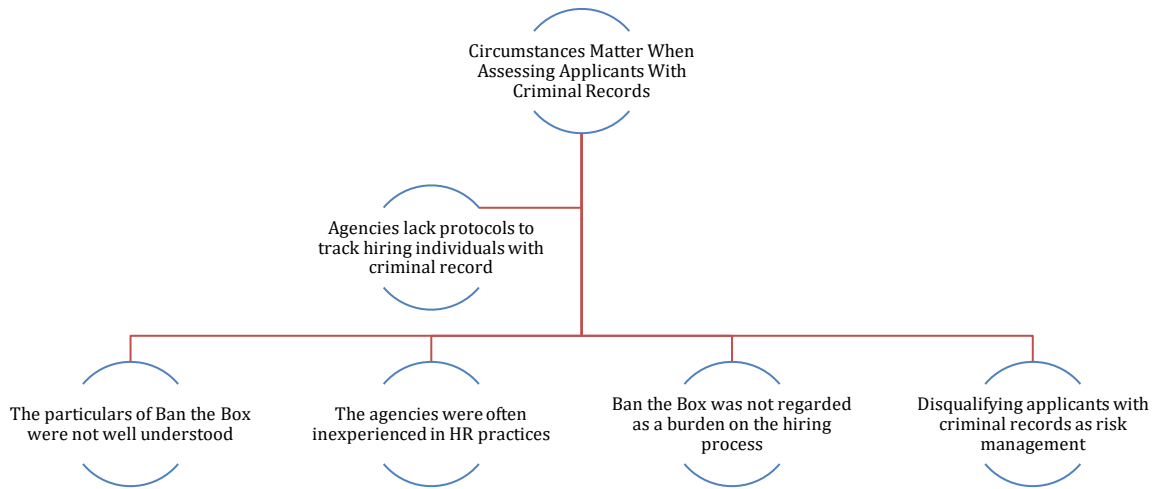 Circumstances Matter When
Assessing Applicants With
Criminal Records
Agencies lack protocols to
track hiring individuals with
criminal record
The particulars of Ban the Box
were not well understood
The agencies were often
inexperienced in HR practices
Ban the Box was not regarded
as a burden on the hiring
process
Disqualifying applicants with
criminal records as risk
management